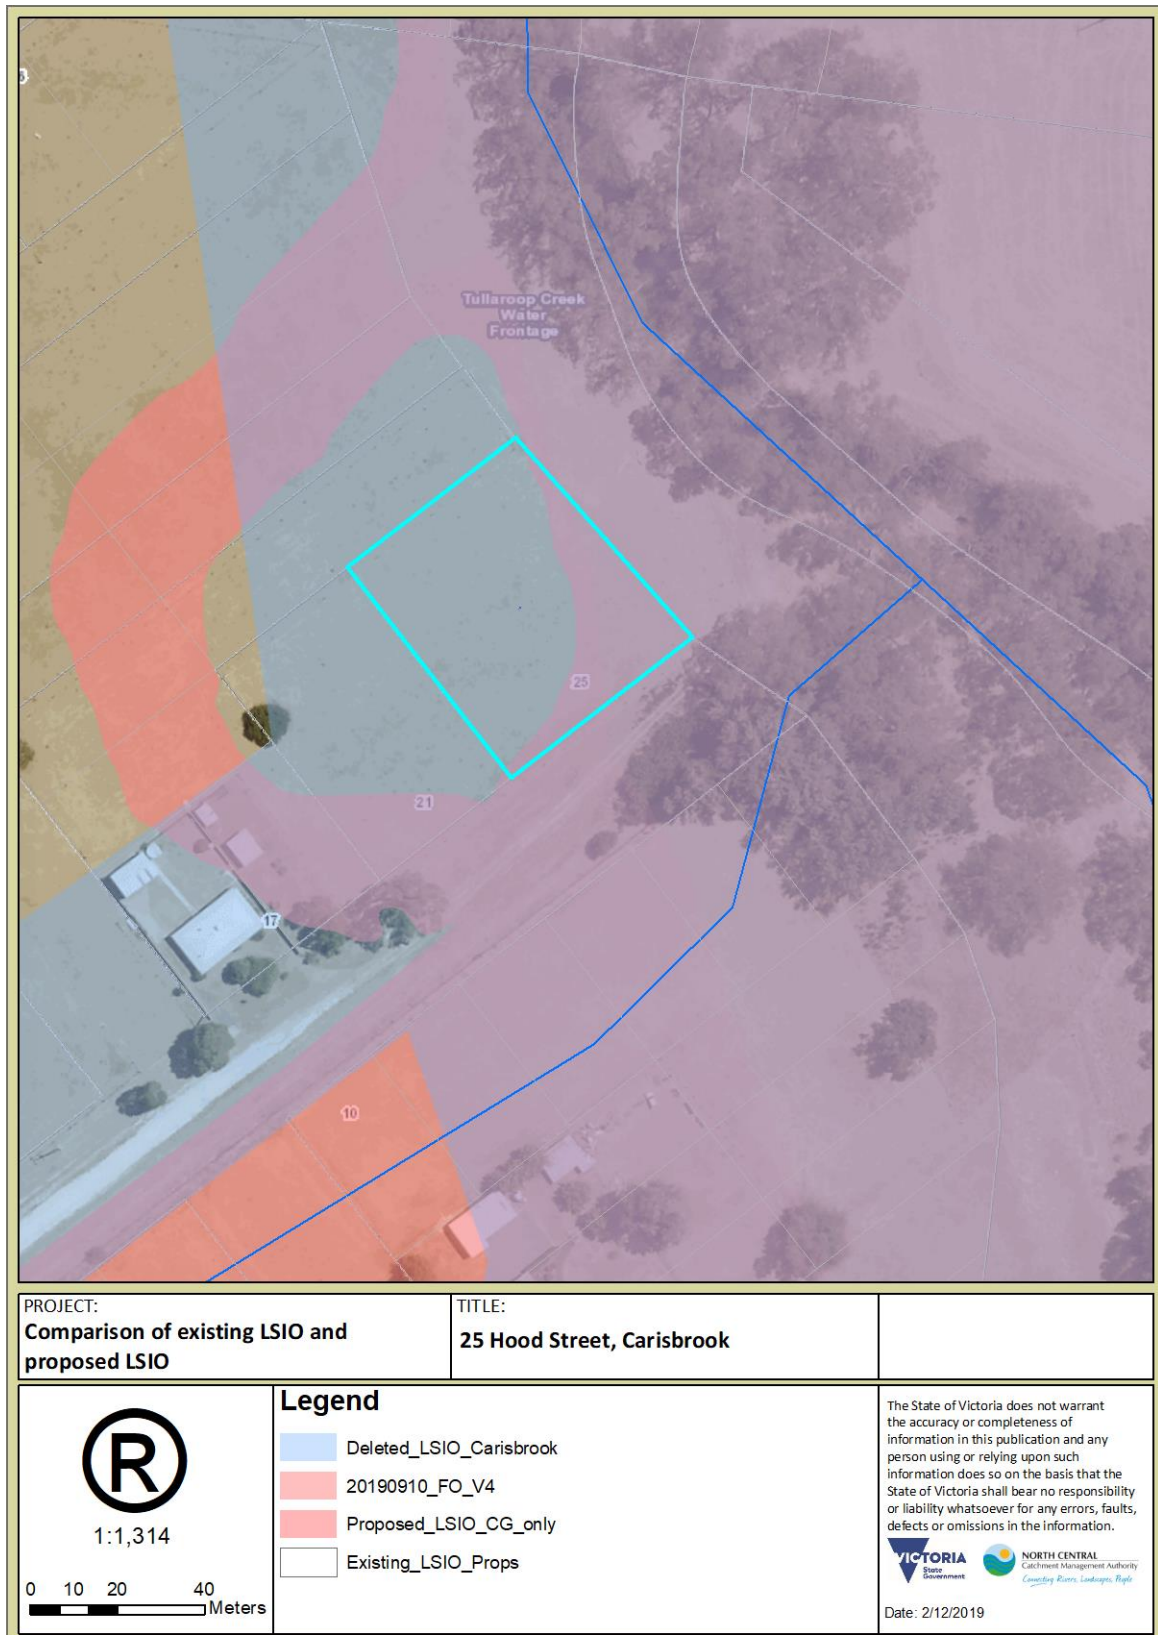 Tullaroop Creek
Water
Frontage
25
21
17
10
PROJECT:
Comparison of existing LSIO and
proposed LSIO
TITLE:
25 Hood Street, Carisbrook
R
1:1,314
0 10 20 40
Meters
Legend
Deleted_LSIO_Carisbrook
20190910_FO_V4
Proposed_LSIO_CG_only
Existing_LSIO_Props
The State of Victoria does not warrant
the accuracy or completeness of
information in this publication and any
person using or relying upon such
information does so on the basis that the
State of Victoria shall bear no responsibility
or liability whatsoever for any errors, faults,
defects or omissions in the information.
VICTORIA
State
Government
NORTH CENTRAL
Catchment Management Authority
Connecting Rivers, Landscapes, People
Date: 2/12/2019